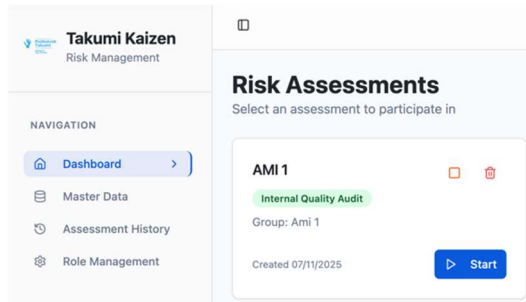 Takumi Kaizen
Risk Management
NAVIGATION
Dashboard
Master Data
Assessment History
Role Management
Risk Assessments
Select an assessment to participate in
AMI 1
Internal Quality Audit
Group: Ami 1
Created 07/11/2025
Start